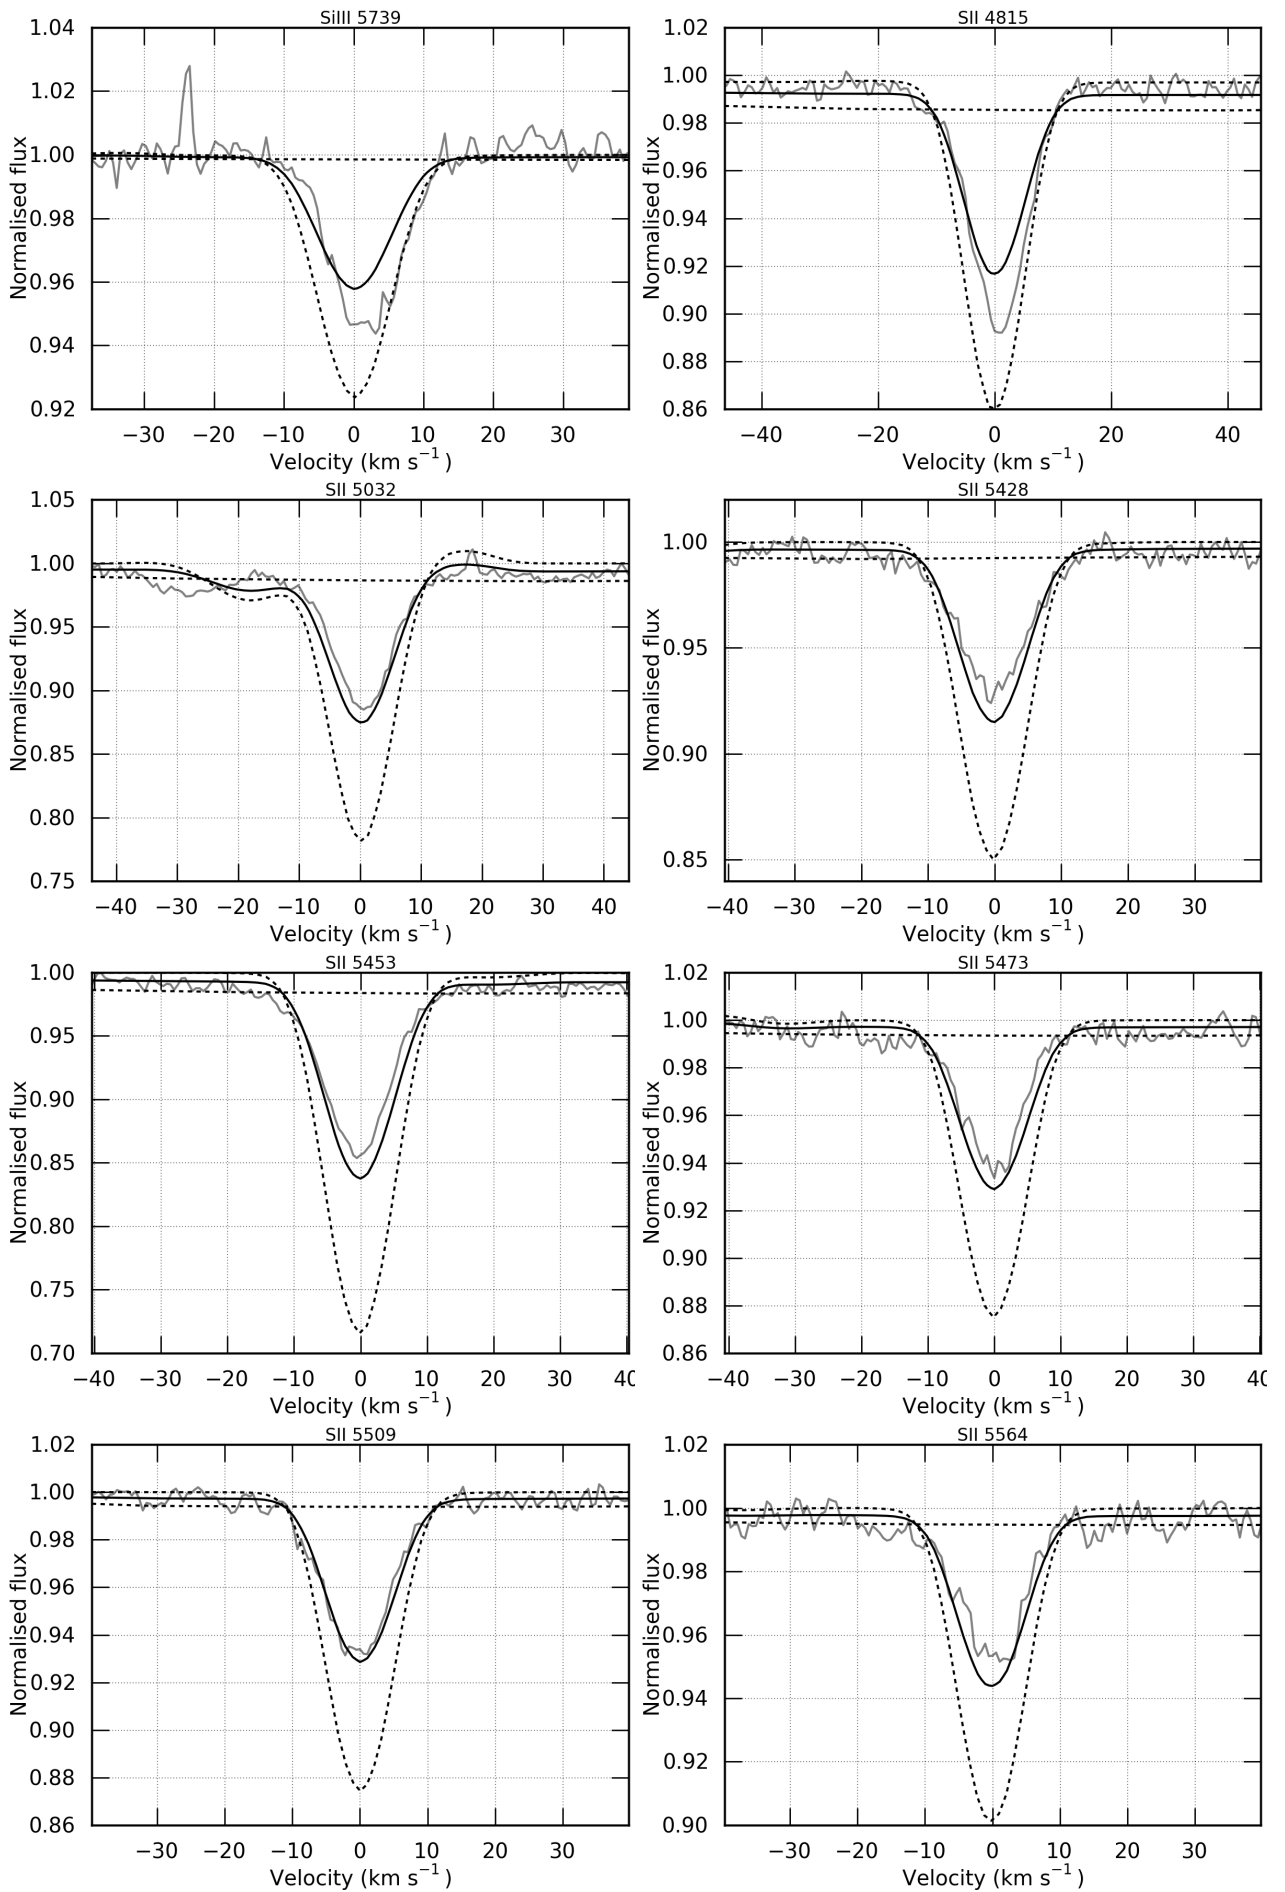 SiIII 5739
1.04
1.02
1.00
0.98
0.96
0.94
0.92
Normalised flux
−30 −20 −10 0 10 20 30
Velocity (km s−1)
SII 4815
1.02
1.00
0.98
0.96
0.94
0.92
0.90
0.88
0.86
Normalised flux
−40 −20 0 20 40
Velocity (km s−1)
SII 5032
1.05
1.00
0.95
0.90
0.85
0.80
0.75
Normalised flux
−40 −30 −20 −10 0 10 20 30 40
Velocity (km s−1)
SII 5428
1.00
0.95
0.90
0.85
Normalised flux
−40 −30 −20 −10 0 10 20 30
Velocity (km s−1)
SII 5453
1.00
0.95
0.90
0.85
0.80
0.75
0.70
Normalised flux
−40 −30 −20 −10 0 10 20 30 40
Velocity (km s−1)
SII 5473
1.02
1.00
0.98
0.96
0.94
0.92
0.90
0.88
0.86
Normalised flux
−40 −30 −20 −10 0 10 20 30 40
Velocity (km s−1)
SII 5509
1.02
1.00
0.98
0.96
0.94
0.92
0.90
0.88
0.86
Normalised flux
−30 −20 −10 0 10 20 30
Velocity (km s−1)
SII 5564
1.02
1.00
0.98
0.96
0.94
0.92
0.90
Normalised flux
−30 −20 −10 0 10 20 30
Velocity (km s−1)